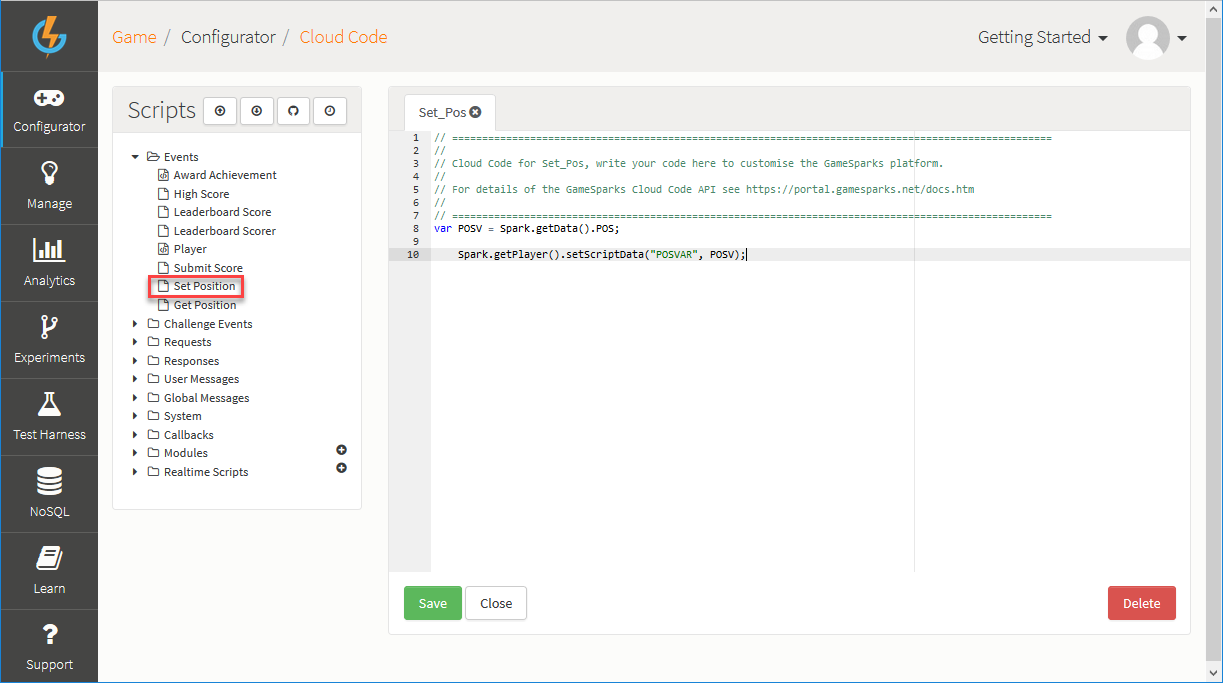 Game / Configurator / Cloud Code
Getting Started
Configurator
Manage
Analytics
Experiments
Test Harness
NoSQL
Learn
Support
Scripts
Events
Award Achievement
High Score
Leaderboard Score
Leaderboard Scorer
Player
Submit Score
Set Position
Get Position
Challenge Events
Requests
Responses
User Messages
Global Messages
System
Callbacks
Modules
Realtime Scripts
Set_Pos
1 // ====================================================================================================
2 //
3 // Cloud Code for Set_Pos, write your code here to customise the GameSparks platform.
4 //
5 // For details of the GameSparks Cloud Code API see https://portal.gamesparks.net/docs.htm
6 //
7 // ====================================================================================================
8 var POSV = Spark.getData().POS;
9
10 Spark.getPlayer().setScriptData("POSVAR", POSV);
Save
Close
Delete